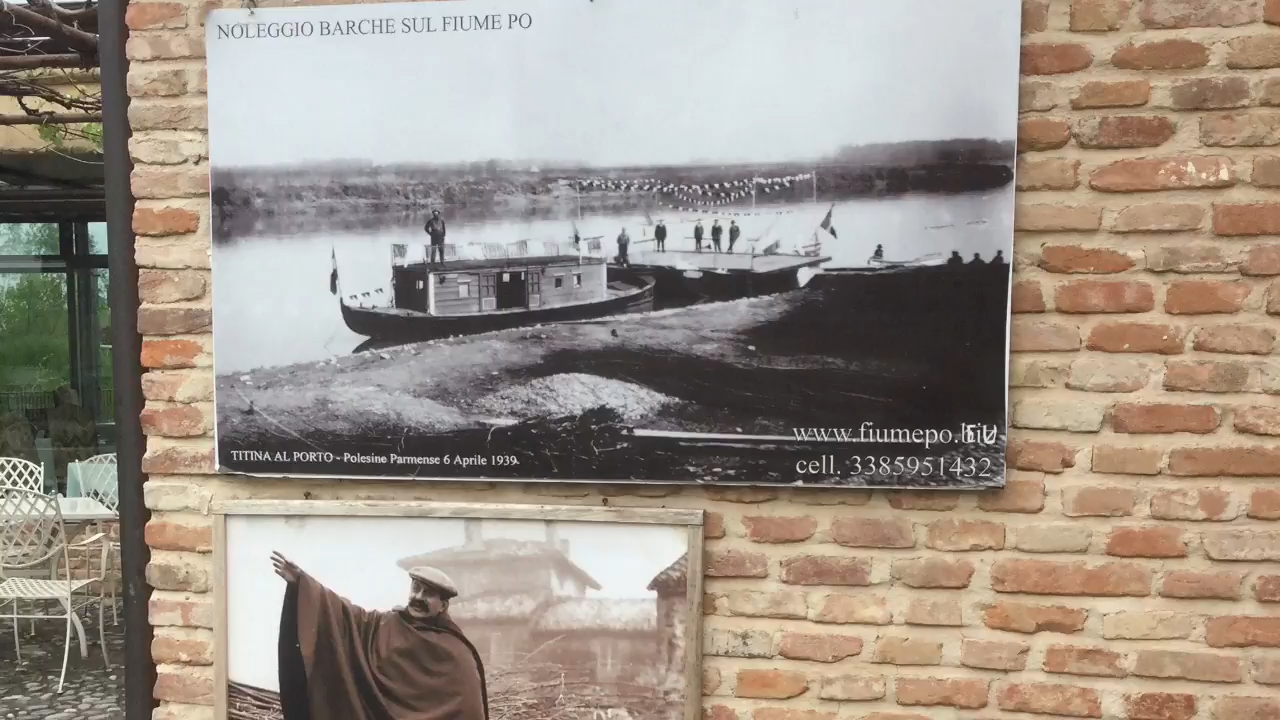 NOLEGGIO BARCHE SUL FIUME PO
www.fiumepo.
cell. 3385951432
TITINA AL PORTO - Polesine Parmense 6 Aprile 1939